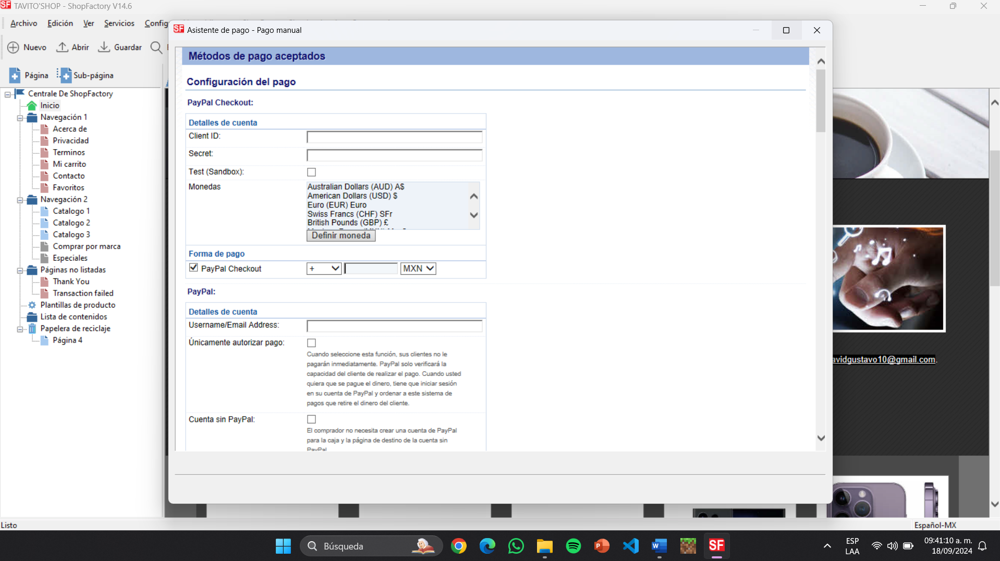 SF TAVITO'SHOP - ShopFactory V14.6
Archivo Edición Ver Servicios Config
SF Asistente de pago - Pago manual
Nuevo Abrir Guardar
Página Sub-página
Centrale De ShopFactory
Inicio
Navegación 1
Acerca de
Privacidad
Terminos
Mi carrito
Contacto
Favoritos
Navegación 2
Catalogo 1
Catalogo 2
Catalogo 3
Comprar por marca
Especiales
Páginas no listadas
Thank You
Transaction failed
Plantillas de producto
Lista de contenidos
Papelera de reciclaje
Página 4
Métodos de pago aceptados
Configuración del pago
PayPal Checkout:
Detalles de cuenta
Client ID:
Secret:
Test (Sandbox):
Monedas
Australian Dollars (AUD) A$
American Dollars (USD) $
Euro (EUR) Euro
Swiss Francs (CHF) SFr
British Pounds (GBP) £
Definir moneda
Forma de pago
PayPal Checkout + MXN
PayPal:
Detalles de cuenta
Username/Email Address:
Únicamente autorizar pago:
Cuando seleccione esta función, sus clientes no le
pagarán inmediatamente. PayPal solo verificará la
capacidad del cliente de realizar el pago. Cuando usted
quiera que se pague el dinero, tiene que iniciar sesión
en su cuenta de PayPal y ordenar a este sistema de
pagos que retire el dinero del cliente.
Cuenta sin PayPal:
El comprador no necesita crear una cuenta de PayPal
para la caja y la página de destino de la cuenta sin
PayPal
avidgustavo10@gmail.com.
Listo
Español-MX
Búsqueda
P
W
SF
ESP
LAA
09:41:10 a. m.
18/09/2024